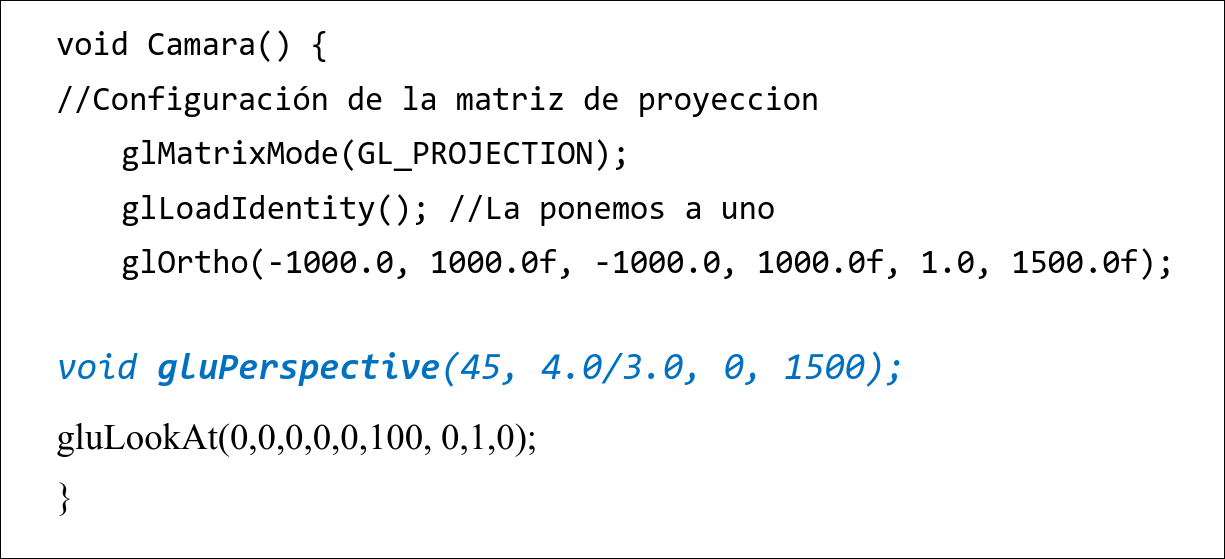 void Camara() {
//Configuración de la matriz de proyeccion
glMatrixMode(GL_PROJECTION);
glLoadIdentity(); //La ponemos a uno
glOrtho(-1000.0, 1000.0f, -1000.0, 1000.0f, 1.0, 1500.0f);
void gluPerspective(45, 4.0/3.0, 0, 1500);
gluLookAt(0,0,0,0,0,100, 0,1,0);
}